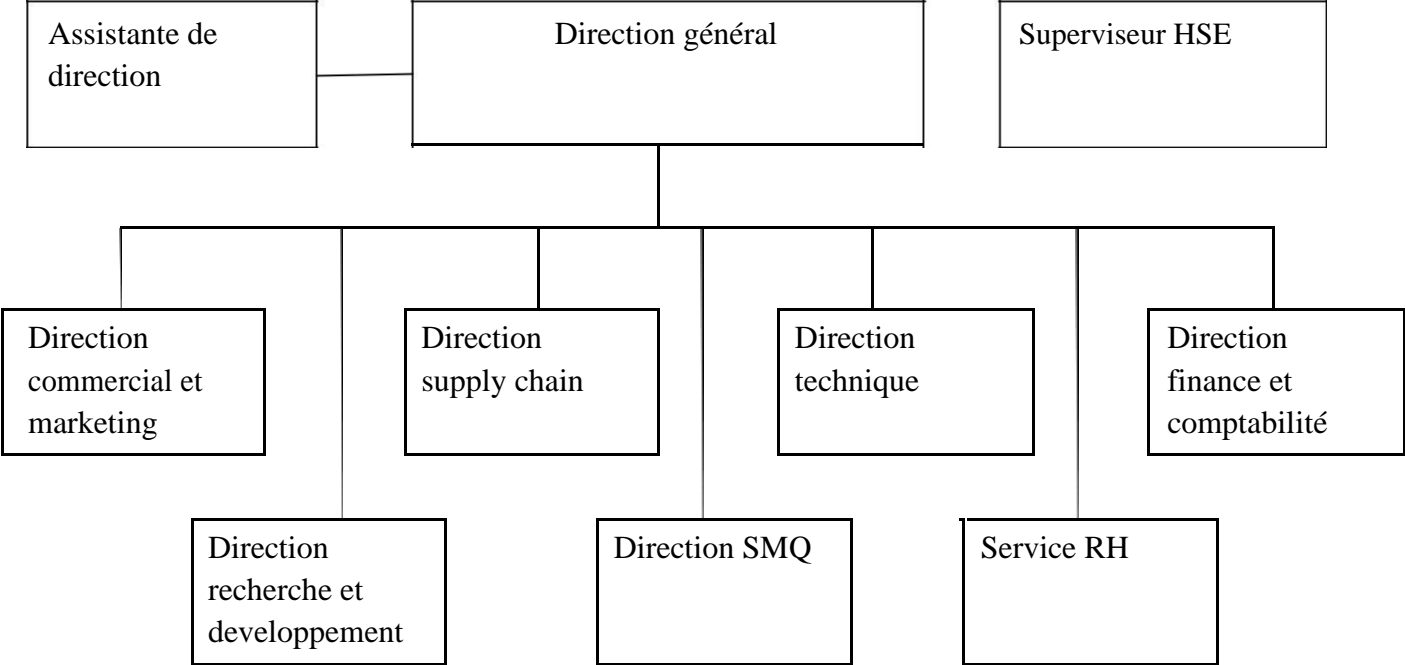 Assistante de
direction
Direction général
Superviseur HSE
Direction
commercial et
marketing
Direction
supply chain
Direction
technique
Direction
finance et
comptabilité
Direction
recherche et
developpement
Direction SMQ
Service RH